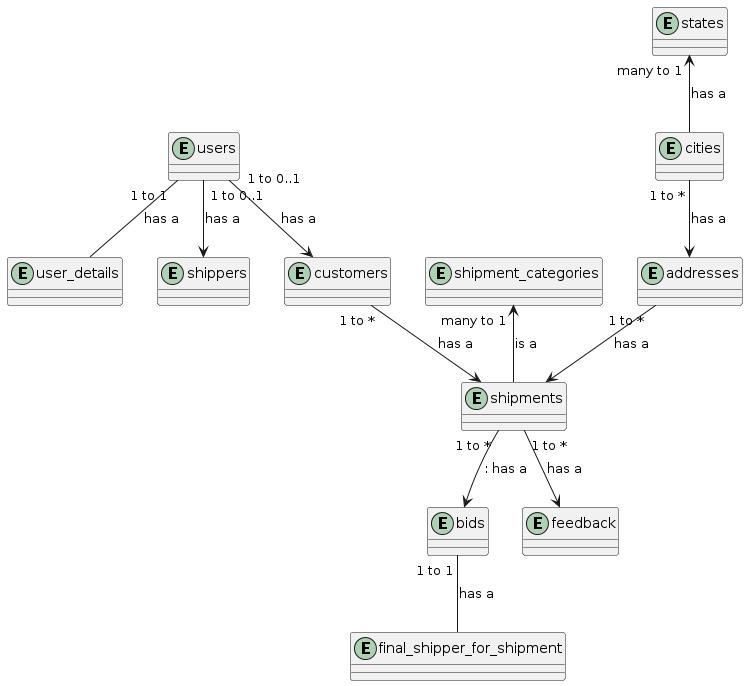 E states
many to 1
has a
E users
E cities
1 to 1
1 to 0..1
1 to 0..1
1 to *
has a
has a
has a
has a
E user_details
E shippers
E customers
E shipment_categories
E addresses
1 to *
many to 1
1 to *
has a
is a
has a
E shipments
1 to *
1 to *
: has a
has a
E bids
E feedback
1 to 1
has a
E final_shipper_for_shipment